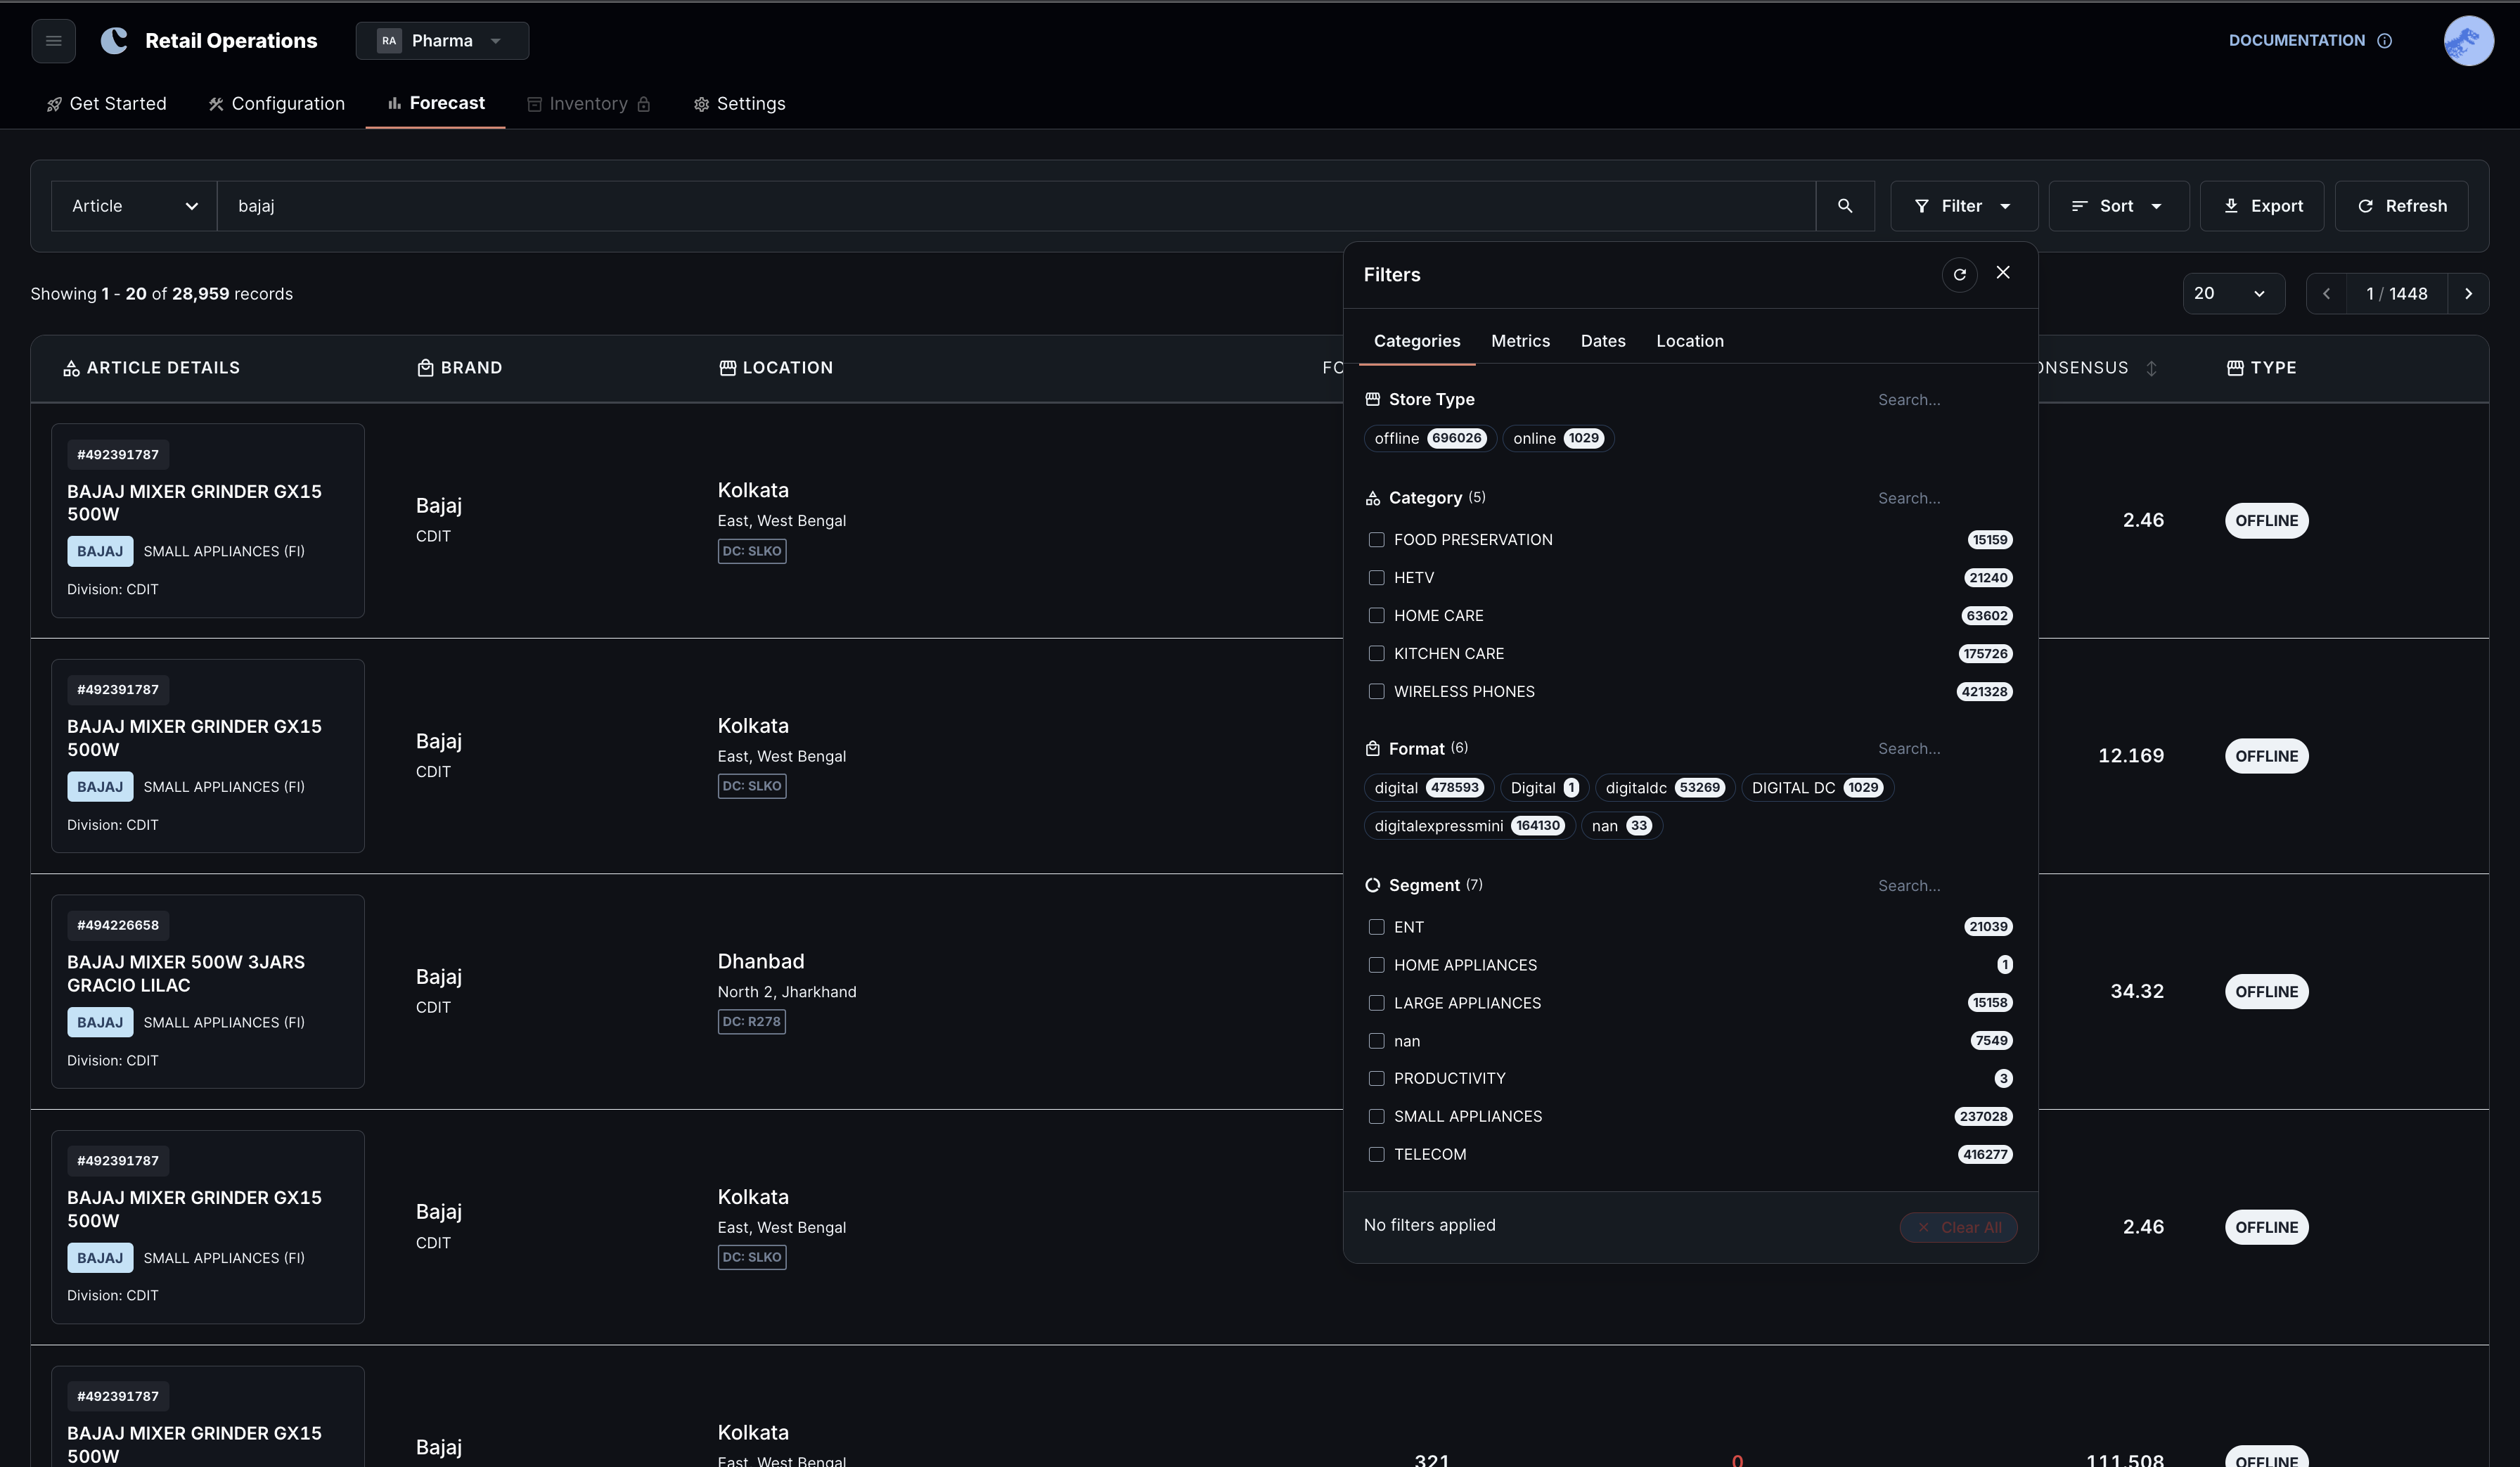 Retail Operations
RA Pharma
DOCUMENTATION
Get Started
Configuration
Forecast
Inventory
Settings
Article
bajaj
Filter
Sort
Export
Refresh
Showing 1 - 20 of 28,959 records
20
1 / 1448
ARTICLE DETAILS
BRAND
LOCATION
FO
ONSENSUS
TYPE
#492391787
BAJAJ MIXER GRINDER GX15
500W
BAJAJ SMALL APPLIANCES (FI)
Division: CDIT
Bajaj
CDIT
Kolkata
East, West Bengal
DC: SLKO
2.46
OFFLINE
#492391787
BAJAJ MIXER GRINDER GX15
500W
BAJAJ SMALL APPLIANCES (FI)
Division: CDIT
Bajaj
CDIT
Kolkata
East, West Bengal
DC: SLKO
12.169
OFFLINE
#494226658
BAJAJ MIXER 500W 3JARS
GRACIO LILAC
BAJAJ SMALL APPLIANCES (FI)
Division: CDIT
Bajaj
CDIT
Dhanbad
North 2, Jharkhand
DC: R278
34.32
OFFLINE
#492391787
BAJAJ MIXER GRINDER GX15
500W
BAJAJ SMALL APPLIANCES (FI)
Division: CDIT
Bajaj
CDIT
Kolkata
East, West Bengal
DC: SLKO
2.46
OFFLINE
#492391787
BAJAJ MIXER GRINDER GX15
500W
Bajaj
Kolkata
East, West Bengal
321
0
111.508
OFFLINE
Filters
Categories
Metrics
Dates
Location
Store Type
Search...
offline 696026
online 1029
Category (5)
Search...
FOOD PRESERVATION 15159
HETV 21240
HOME CARE 63602
KITCHEN CARE 175726
WIRELESS PHONES 421328
Format (6)
Search...
digital 478593
Digital 1
digitaldc 53269
DIGITAL DC 1029
digitalexpressmini 164130
nan 33
Segment (7)
Search...
ENT 21039
HOME APPLIANCES 1
LARGE APPLIANCES 15158
nan 7549
PRODUCTIVITY 3
SMALL APPLIANCES 237028
TELECOM 416277
No filters applied
Clear All